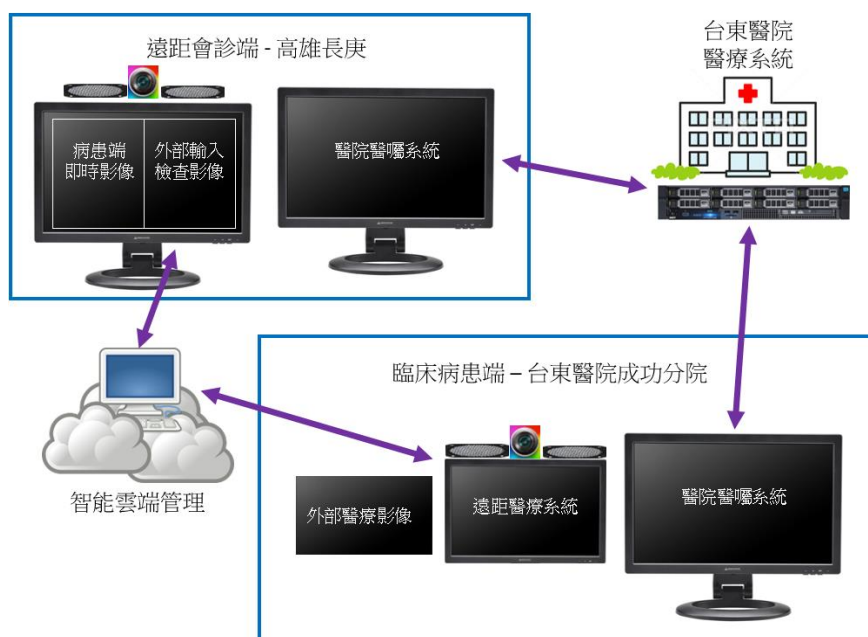 遠距會診端 - 高雄長庚
病患端
即時影像
外部輸入
檢查影像
醫院醫囑系統
台東醫院
醫療系統
智能雲端管理
臨床病患端 – 台東醫院成功分院
外部醫療影像
遠距醫療系統
醫院醫囑系統